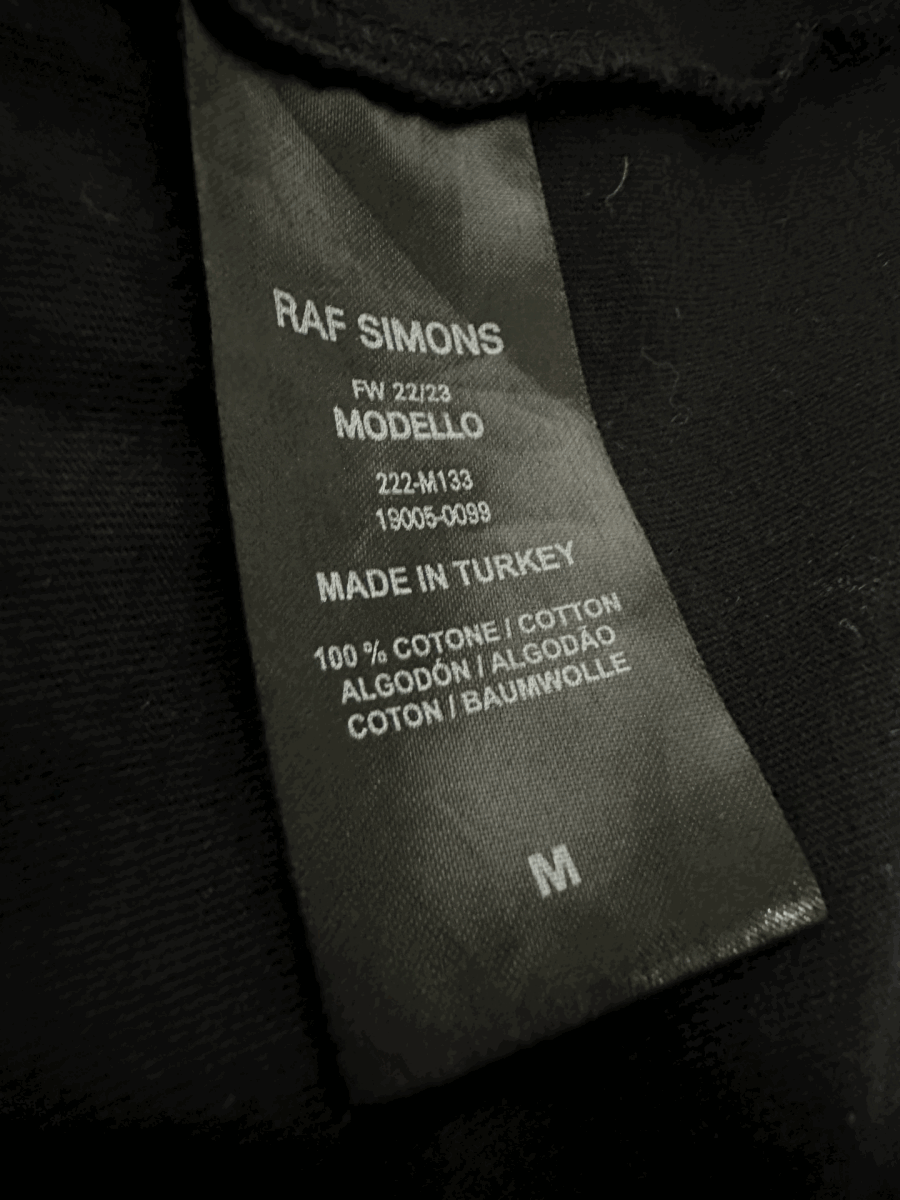 RAF SIMONS
FW 22/23
MODELLO
222-M133
19005-0099
MADE IN TURKEY
100 % COTONE / COTTON
ALGODÓN / ALGODÃO
COTON / BAUMWOLLE
M